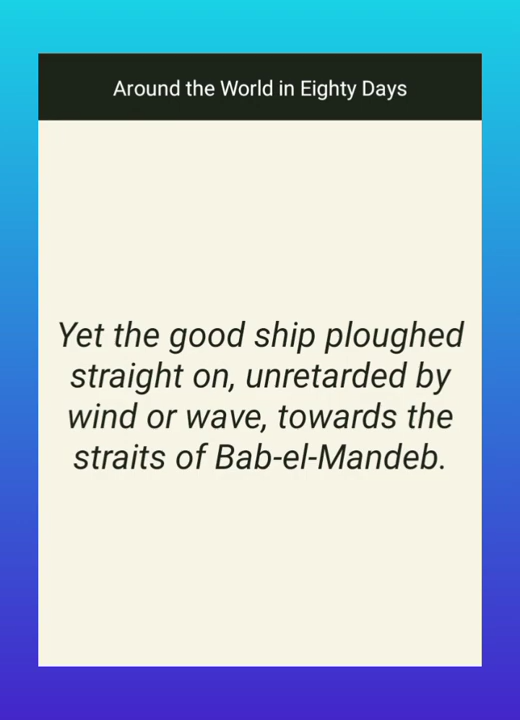 Around the World in Eighty Days
Yet the good ship ploughed
straight on, unretarded by
wind or wave, towards the
straits of Bab-el-Mandeb.